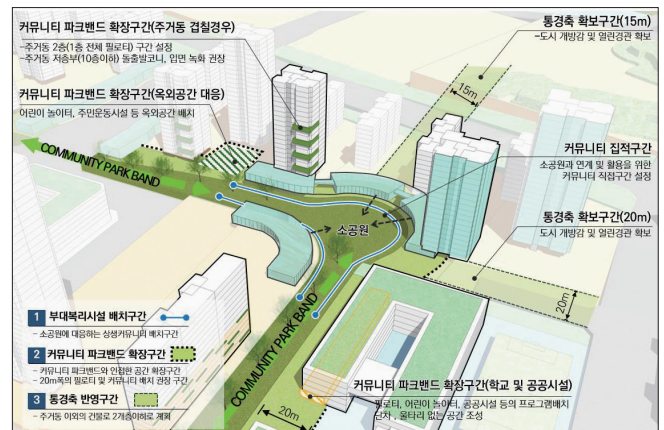 커뮤니티 파크밴드 확장구간(주거동 겹칠경우)
-주거동 2층(1층 전체 필로티) 구간 설정
-주거동 저층부(10층이하) 돌출발코니, 입면 녹화 권장
통경축 확보구간(15m)
-도시 개방감 및 열린경관 확보
15m
커뮤니티 파크밴드 확장구간(옥외공간 대응)
어린이 놀이터, 주민운동시설 등 옥외공간 배치
커뮤니티 집적구간
소공원과 연계 및 활용을 위한
커뮤니티 직접구간 설정
COMMUNITY PARK BAND
통경축 확보구간(20m)
도시 개방감 및 열린경관 확보
소공원
20m
1 부대복리시설 배치구간
- 소공원에 대응하는 상생커뮤니티 배치구간
2 커뮤니티 파크밴드 확장구간
- 커뮤니티 파크밴드와 인접한 공간 확장구간
- 20m폭의 필로티 및 커뮤니티 배치 권장 구간
3 통경축 반영구간
- 주거동 이외의 건물로 2개층이하로 계획
COMMUNITY PARK BAND
20m
커뮤니티 파크밴드 확장구간(학교 및 공공시설)
필로티, 어린이 놀이터, 공공시설 등의 프로그램배치
단차, 울타리 없는 공간 조성